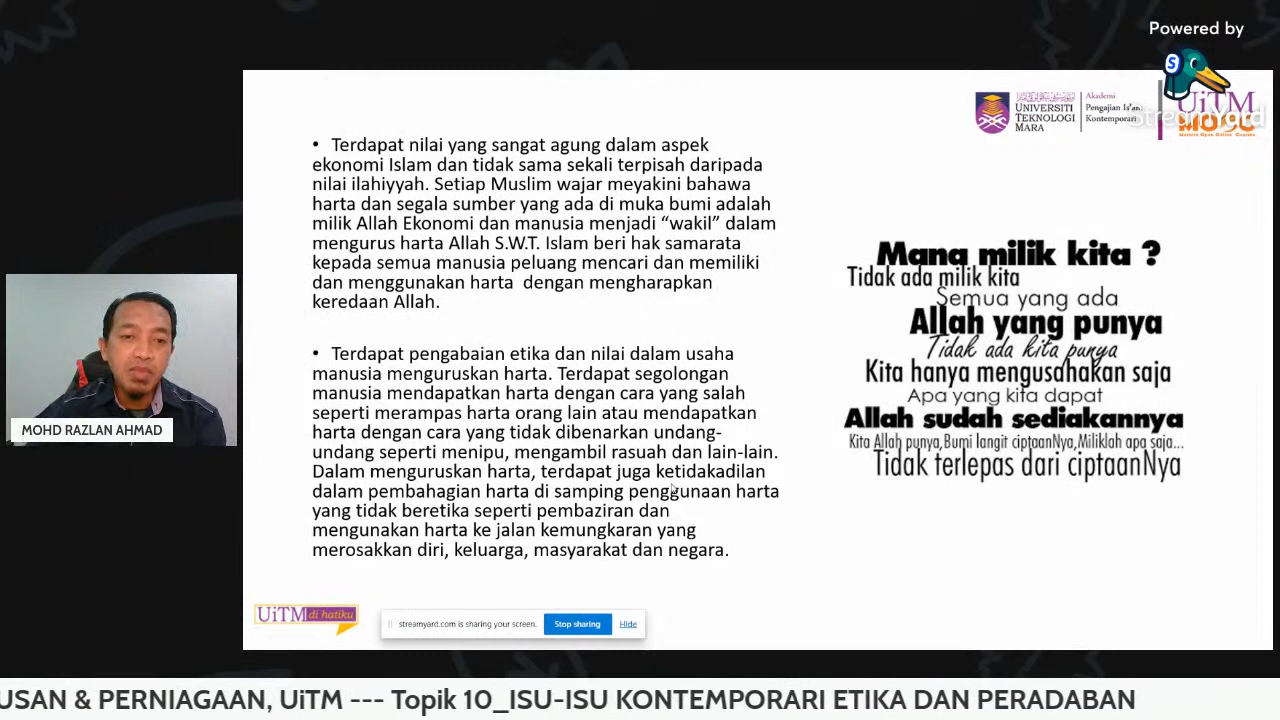 Powered by
StreamYard
UNIVERSITI
TEKNOLOGI
MARA
Akademi
Pengajian Islam
Kontemporari
UiTM
MOOC
• Terdapat nilai yang sangat agung dalam aspek
ekonomi Islam dan tidak sama sekali terpisah daripada
nilai ilahiyyah. Setiap Muslim wajar meyakini bahawa
harta dan segala sumber yang ada di muka bumi adalah
milik Allah Ekonomi dan manusia menjadi “wakil” dalam
mengurus harta Allah S.W.T. Islam beri hak samarata
kepada semua manusia peluang mencari dan memiliki
dan menggunakan harta dengan mengharapkan
keredaan Allah.
• Terdapat pengabaian etika dan nilai dalam usaha
manusia menguruskan harta. Terdapat segolongan
manusia mendapatkan harta dengan cara yang salah
seperti merampas harta orang lain atau mendapatkan
harta dengan cara yang tidak dibenarkan undang-
undang seperti menipu, mengambil rasuah dan lain-lain.
Dalam menguruskan harta, terdapat juga ketidakadilan
dalam pembahagian harta di samping penggunaan harta
yang tidak beretika seperti pembaziran dan
mengunakan harta ke jalan kemungkaran yang
merosakkan diri, keluarga, masyarakat dan negara.
Mana milik kita ?
Tidak ada milik kita
Semua yang ada
Allah yang punya
Tidak ada kita punya
Kita hanya mengusahakan saja
Apa yang kita dapat
Allah sudah sediakannya
Kita Allah punya,Bumi langit ciptaanNya,Miliklah apa saja...
Tidak terlepas dari ciptaanNya
MOHD RAZLAN AHMAD
UiTM di hatiku
streamyard.com is sharing your screen.
Stop sharing
Hide
USAN & PERNIAGAAN, UiTM --- Topik 10_ISU-ISU KONTEMPORARI ETIKA DAN PERADABAN